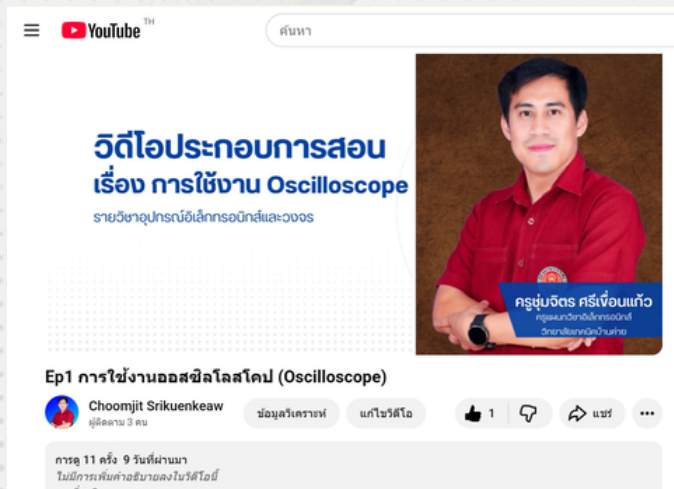 YouTube TH
ค้นหา
วิดีโอประกอบการสอน
เรื่อง การใช้งาน Oscilloscope
รายวิชาอุปกรณ์อิเล็กทรอนิกส์และวงจร
ครูชุ่มจิตร ศรีเขื่อนแก้ว
ครูแผนกวิชาอิเล็กทรอนิกส์
วิทยาลัยเทคนิคบ้านค่าย
Ep1 การใช้งานออสซิลโลสโคป (Oscilloscope)
Choomjit Srikuenkeaw
ผู้ติดตาม 3 คน
ข้อมูลวิเคราะห์
แก้ไขวิดีโอ
1
แชร์
การดู 11 ครั้ง 9 วันที่ผ่านมา
ไม่มีการเพิ่มคำอธิบายลงในวิดีโอนี้